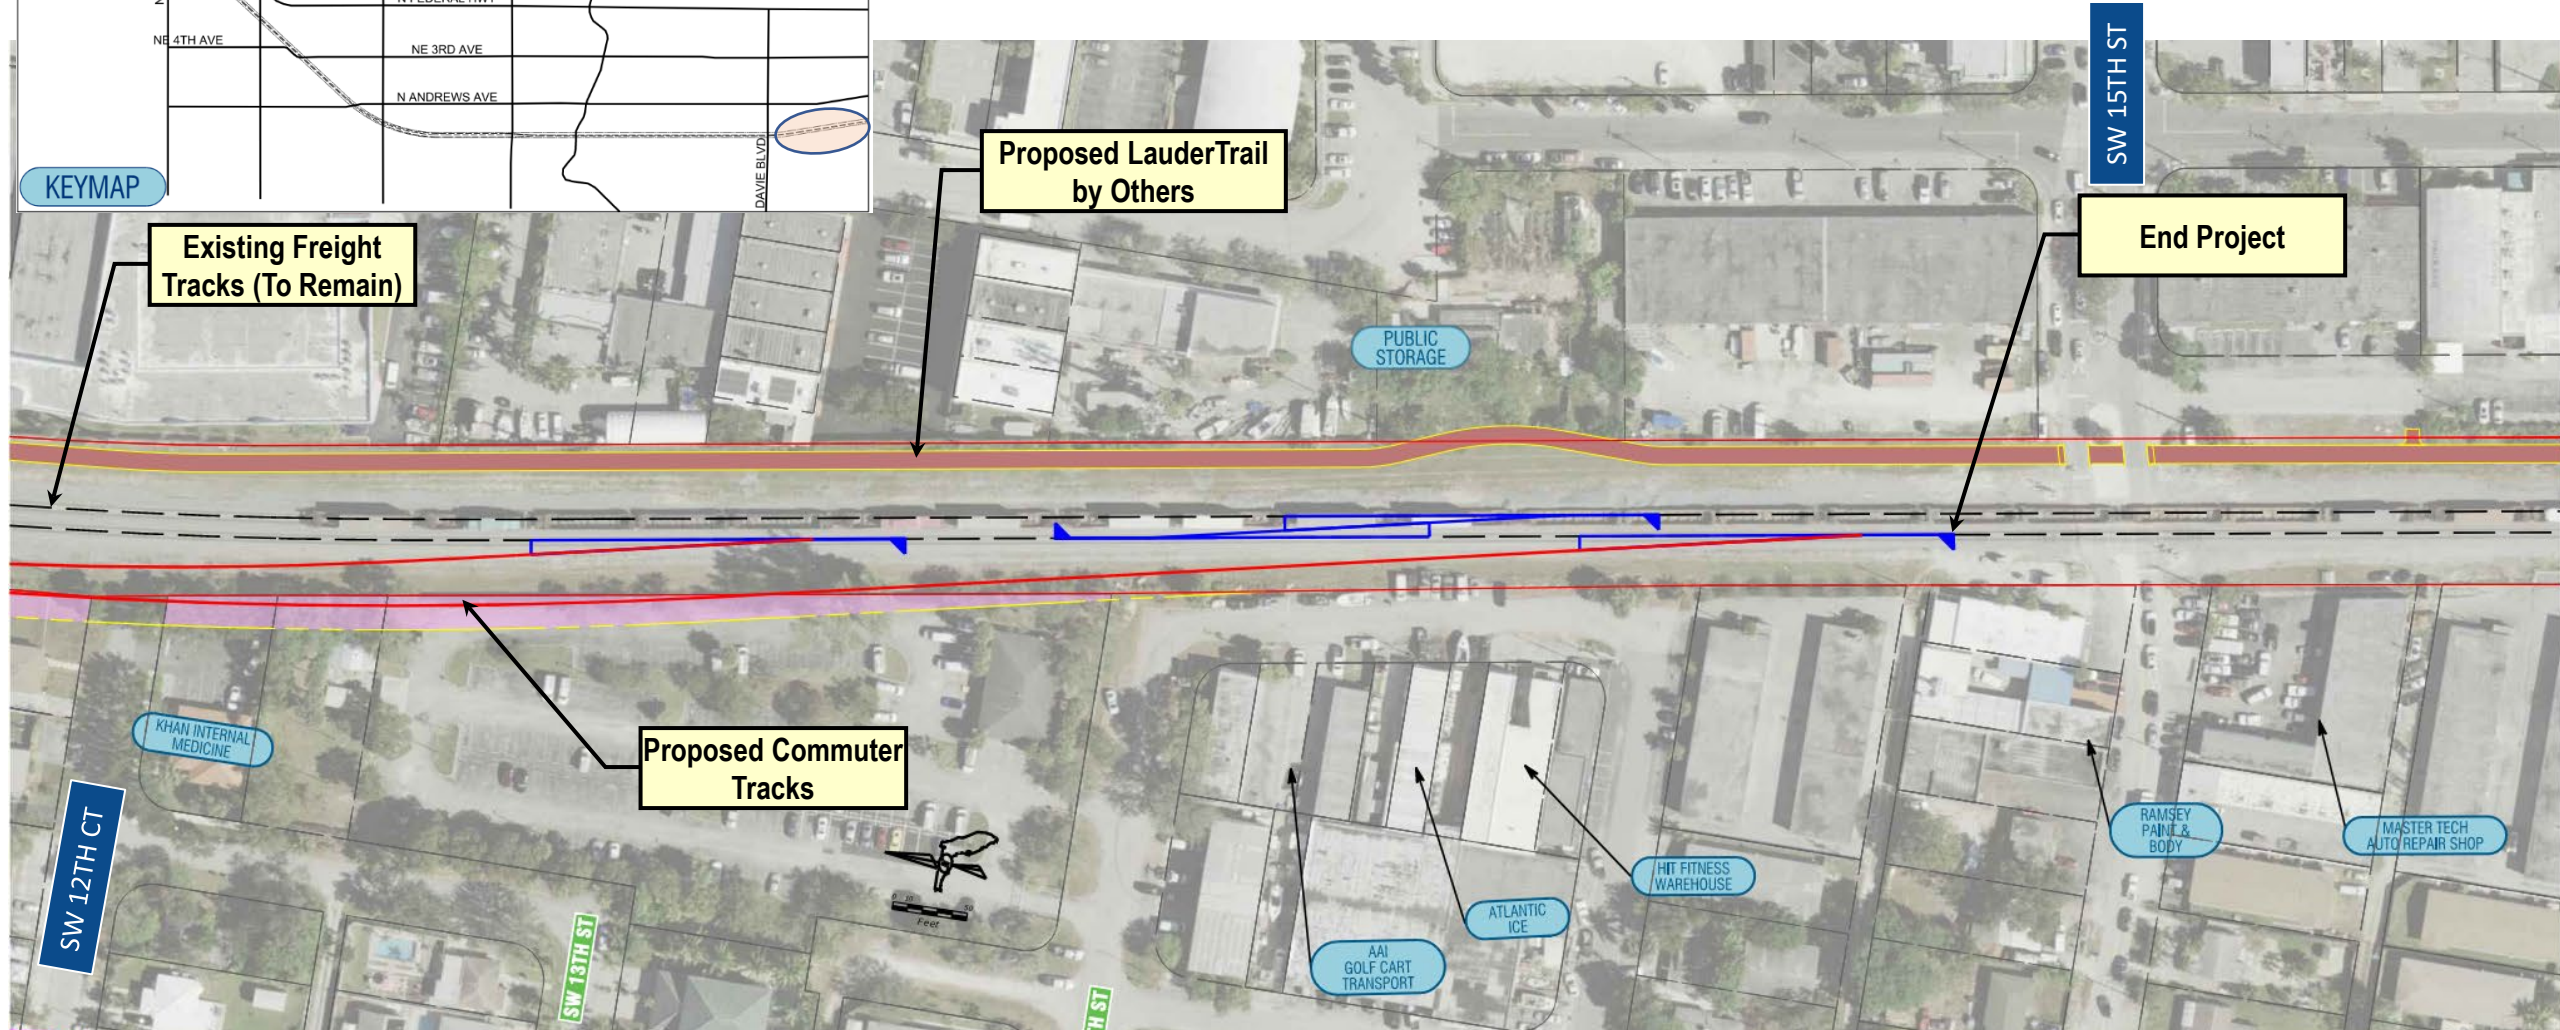 N FEDERAL HWY
NE 4TH AVE
NE 3RD AVE
N ANDREWS AVE
DAVIE BLVD
KEYMAP
SW 15TH ST
Proposed LauderTrail
by Others
End Project
Existing Freight
Tracks (To Remain)
PUBLIC
STORAGE
KHAN INTERNAL
MEDICINE
Proposed Commuter
Tracks
SW 12TH CT
SW 13TH ST
H ST
Feet
AAI
GOLF CART
TRANSPORT
ATLANTIC
ICE
HIT FITNESS
WAREHOUSE
RAMSEY
PAINT &
BODY
MASTER TECH
AUTO REPAIR SHOP